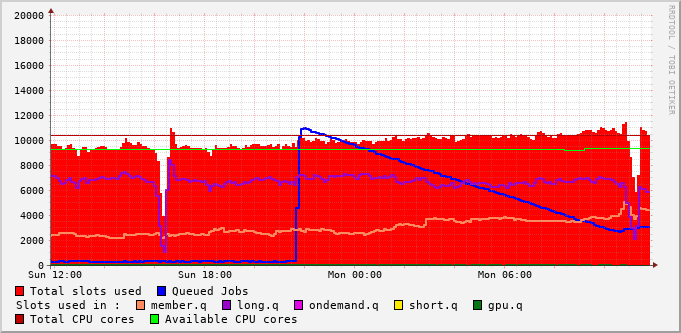 20000
18000
16000
14000
12000
10000
8000
6000
4000
2000
0
Sun 12:00 Sun 18:00 Mon 00:00 Mon 06:00
Total slots used Queued Jobs
Slots used in : member.q long.q ondemand.q short.q gpu.q
Total CPU cores Available CPU cores
RRDTOOL / TOBI OETIKER